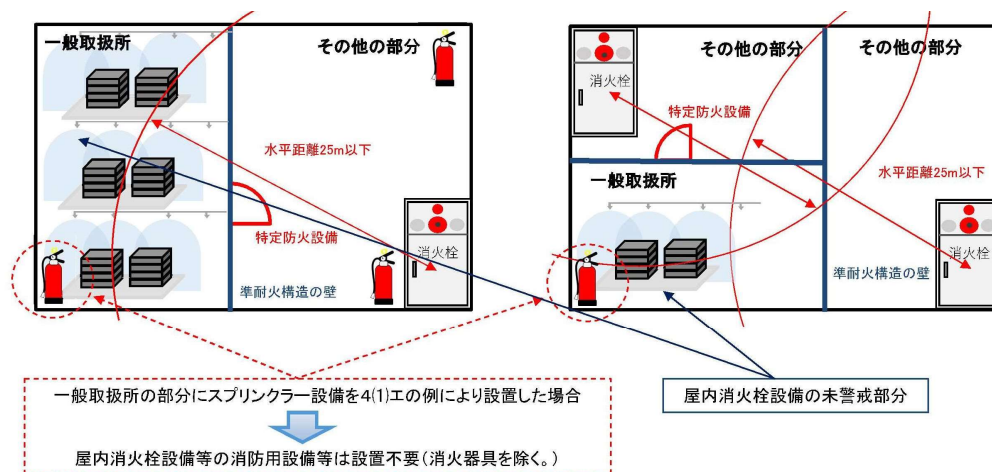 一般取扱所
その他の部分
水平距離25m以下
特定防火設備
消火栓
準耐火構造の壁
その他の部分
その他の部分
消火栓
特定防火設備
一般取扱所
水平距離25m以下
消火栓
準耐火構造の壁
一般取扱所の部分にスプリンクラー設備を4(1)エの例により設置した場合
屋内消火栓設備等の消防用設備等は設置不要(消火器具を除く。)
屋内消火栓設備の未警戒部分